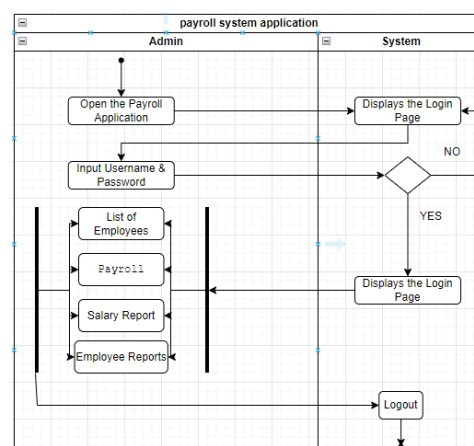 payroll system application
Admin
System
Open the Payroll
Application
Displays the Login
Page
Input Username &
Password
NO
YES
List of
Employees
Payroll
Displays the Login
Page
Salary Report
Employee Reports
Logout